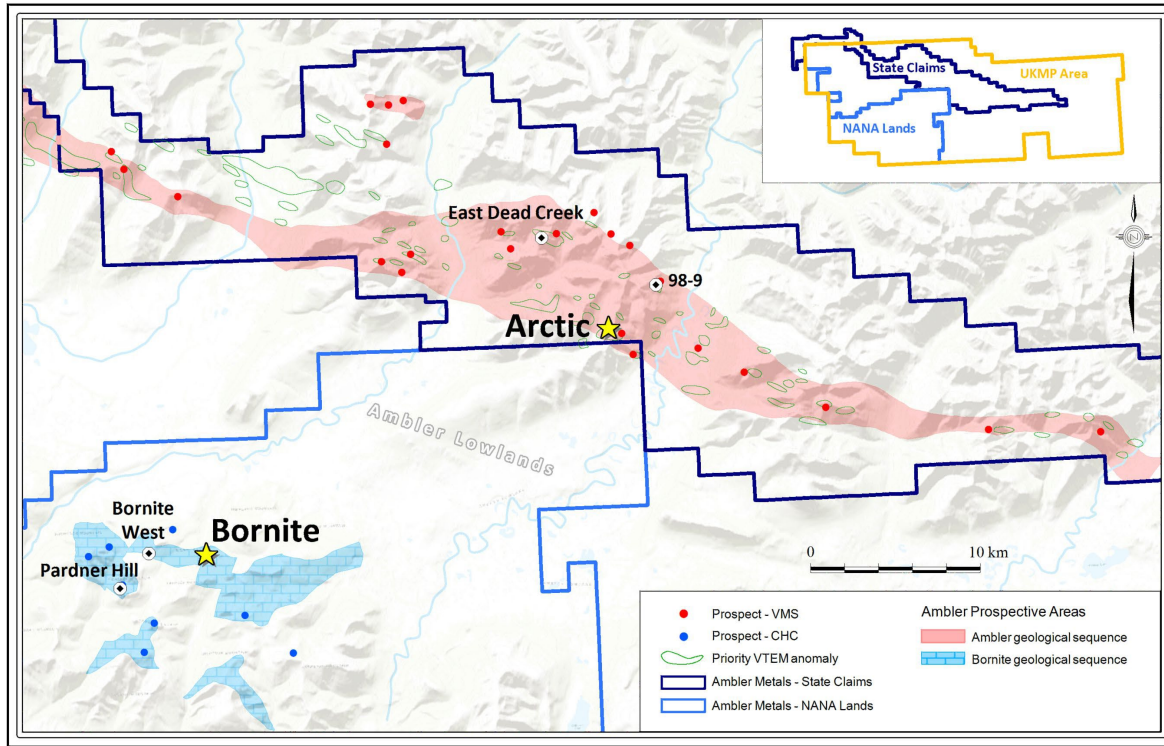 State Claims
UKMP Area
NANA Lands
N
East Dead Creek
98-9
Arctic
Ambler Lowlands
Bornite
West
Bornite
Pardner Hill
0
10 km
Prospect - VMS
Prospect - CHC
Priority VTEM anomaly
Ambler Metals - State Claims
Ambler Metals - NANA Lands
Ambler Prospective Areas
Ambler geological sequence
Bornite geological sequence